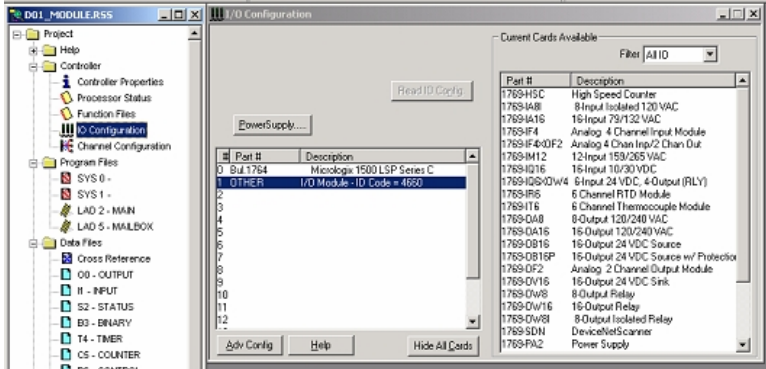 D01_MODULE.RSS
Project
Help
Controller
Controller Properties
Processor Status
Function Files
IO Configuration
Channel Configuration
Program Files
SYS 0 -
SYS 1 -
LAD 2 - MAIN
LAD 5 - MAILBOX
Data Files
Cross Reference
O0 - OUTPUT
I1 - INPUT
S2 - STATUS
B3 - BINARY
T4 - TIMER
C5 - COUNTER
I/O Configuration
Read IO Config
PowerSupply.....
# Part # Description
0 Bul.1764 Micrologix 1500 LSP Series C
1 OTHER I/O Module - ID Code = 4660
2
3
4
5
6
7
8
9
10
11
12
Adv Config Help Hide All Cards
Current Cards Available
Filter All IO
Part # Description
1769-HSC High Speed Counter
1769-IA8I 8-Input Isolated 120 VAC
1769-IA16 16-Input 79/132 VAC
1769-IF4 Analog 4 Channel Input Module
1769-IF4XOF2 Analog 4 Chan Inp/2 Chan Out
1769-IM12 12-Input 159/265 VAC
1769-IQ16 16-Input 10/30 VDC
1769-IQ6XOW4 6-Input 24 VDC, 4-Output (RLY)
1769-IR6 6 Channel RTD Module
1769-IT6 6 Channel Thermocouple Module
1769-OA8 8-Output 120/240 VAC
1769-OA16 16-Output 120/240 VAC
1769-OB16 16-Output 24 VDC Source
1769-OB16P 16-Output 24 VDC Source w/ Protection
1769-OF2 Analog 2 Channel Output Module
1769-OV16 16-Output 24 VDC Sink
1769-OW8 8-Output Relay
1769-OW16 16-Output Relay
1769-OW8I 8-Output Isolated Relay
1769-SDN DeviceNetScanner
1769-PA2 Power Supply